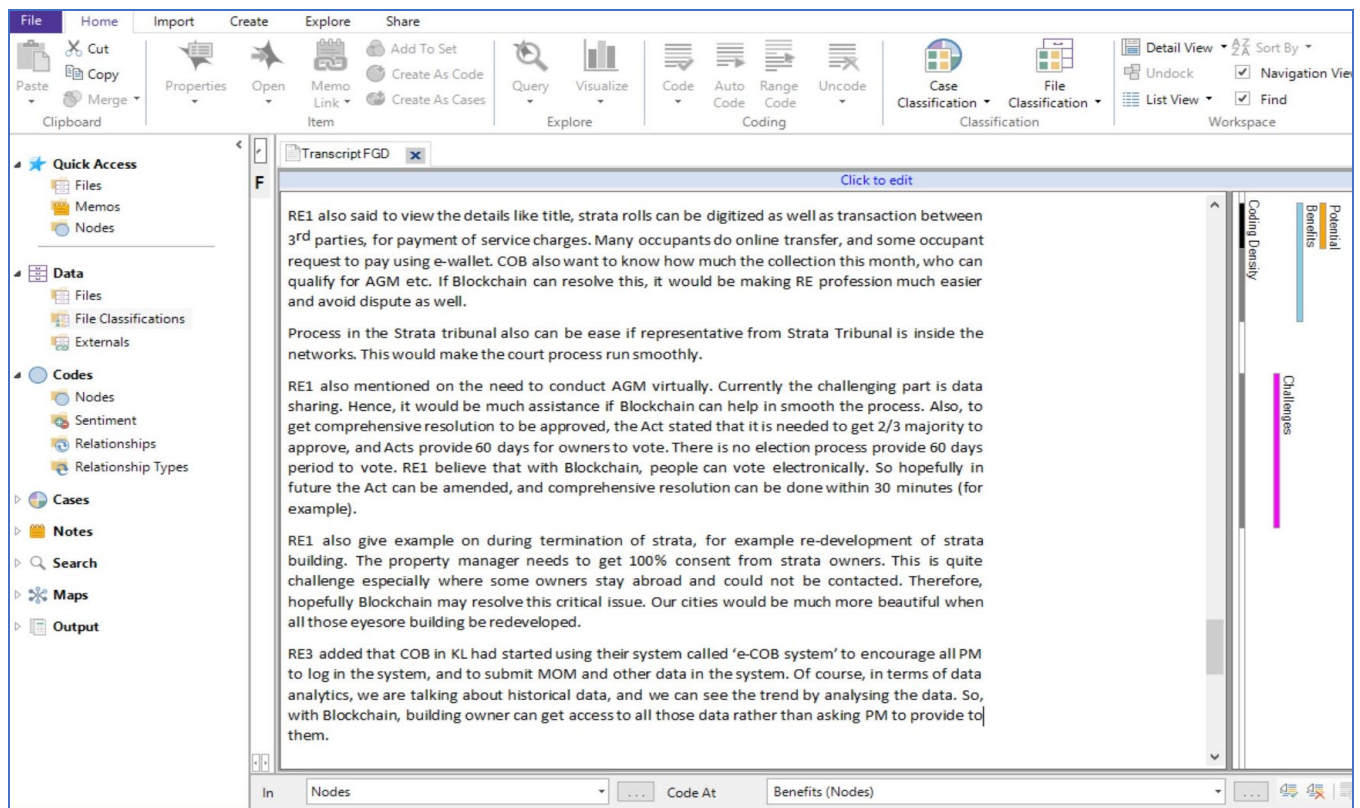 File Home Import Create Explore Share
Paste
Cut
Copy
Merge
Clipboard
Properties
Open
Memo Link
Add To Set
Create As Code
Create As Cases
Item
Query
Visualize
Explore
Code
Auto Code
Range Code
Uncode
Coding
Case Classification
File Classification
Classification
Detail View
Sort By
Undock
Navigation View
List View
Find
Workspace
Quick Access
Files
Memos
Nodes
Data
Files
File Classifications
Externals
Codes
Nodes
Sentiment
Relationships
Relationship Types
Cases
Notes
Search
Maps
Output
F
Transcript FGD
Click to edit
RE1 also said to view the details like title, strata rolls can be digitized as well as transaction between
3rd parties, for payment of service charges. Many occupants do online transfer, and some occupant
request to pay using e-wallet. COB also want to know how much the collection this month, who can
qualify for AGM etc. If Blockchain can resolve this, it would be making RE profession much easier
and avoid dispute as well.
Process in the Strata tribunal also can be ease if representative from Strata Tribunal is inside the
networks. This would make the court process run smoothly.
RE1 also mentioned on the need to conduct AGM virtually. Currently the challenging part is data
sharing. Hence, it would be much assistance if Blockchain can help in smooth the process. Also, to
get comprehensive resolution to be approved, the Act stated that it is needed to get 2/3 majority to
approve, and Acts provide 60 days for owners to vote. There is no election process provide 60 days
period to vote. RE1 believe that with Blockchain, people can vote electronically. So hopefully in
future the Act can be amended, and comprehensive resolution can be done within 30 minutes (for
example).
RE1 also give example on during termination of strata, for example re-development of strata
building. The property manager needs to get 100% consent from strata owners. This is quite
challenge especially where some owners stay abroad and could not be contacted. Therefore,
hopefully Blockchain may resolve this critical issue. Our cities would be much more beautiful when
all those eyesore building be redeveloped.
RE3 added that COB in KL had started using their system called ‘e-COB system’ to encourage all PM
to log in the system, and to submit MOM and other data in the system. Of course, in terms of data
analytics, we are talking about historical data, and we can see the trend by analysing the data. So,
with Blockchain, building owner can get access to all those data rather than asking PM to provide to
them.
Coding Density
Benefits
Potential
Challenges
In
Nodes
...
Code At
Benefits (Nodes)
...